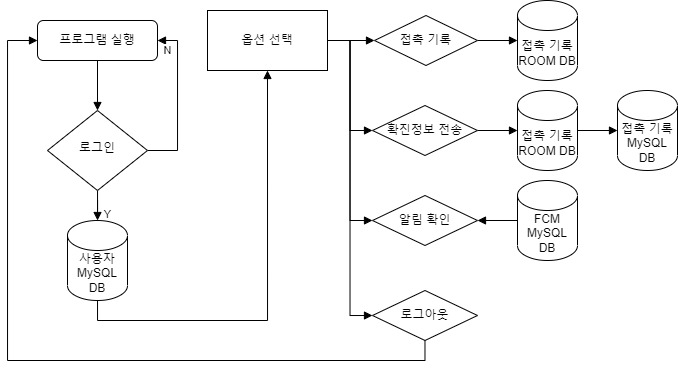 프로그램 실행
N
로그인
Y
사용자
MySQL
DB
옵션 선택
접촉 기록
접촉 기록
ROOM DB
확진정보 전송
접촉 기록
ROOM DB
접촉 기록
MySQL
DB
알림 확인
FCM
MySQL
DB
로그아웃